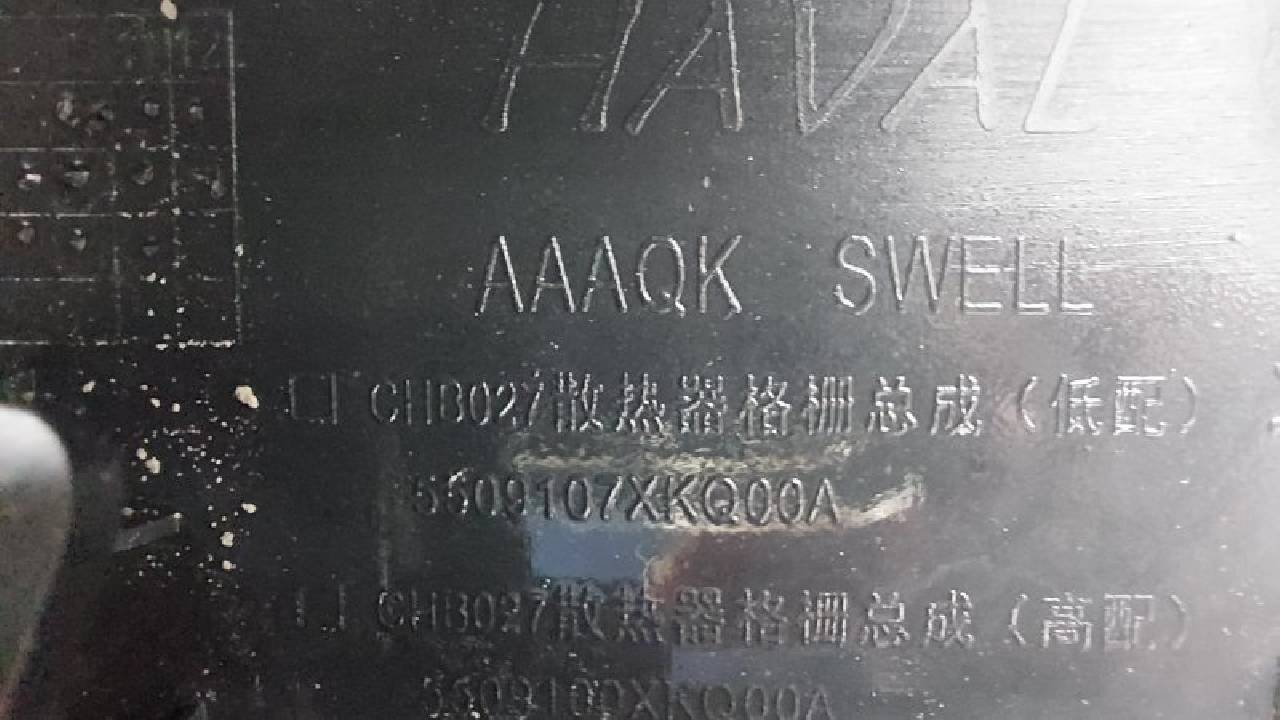 HAVAL
AAAQK SWELL
CHB027散热器格栅总成（低配）
5509107XKQ00A
CHB027散热器格栅总成（高配）
5509109XKQ00A